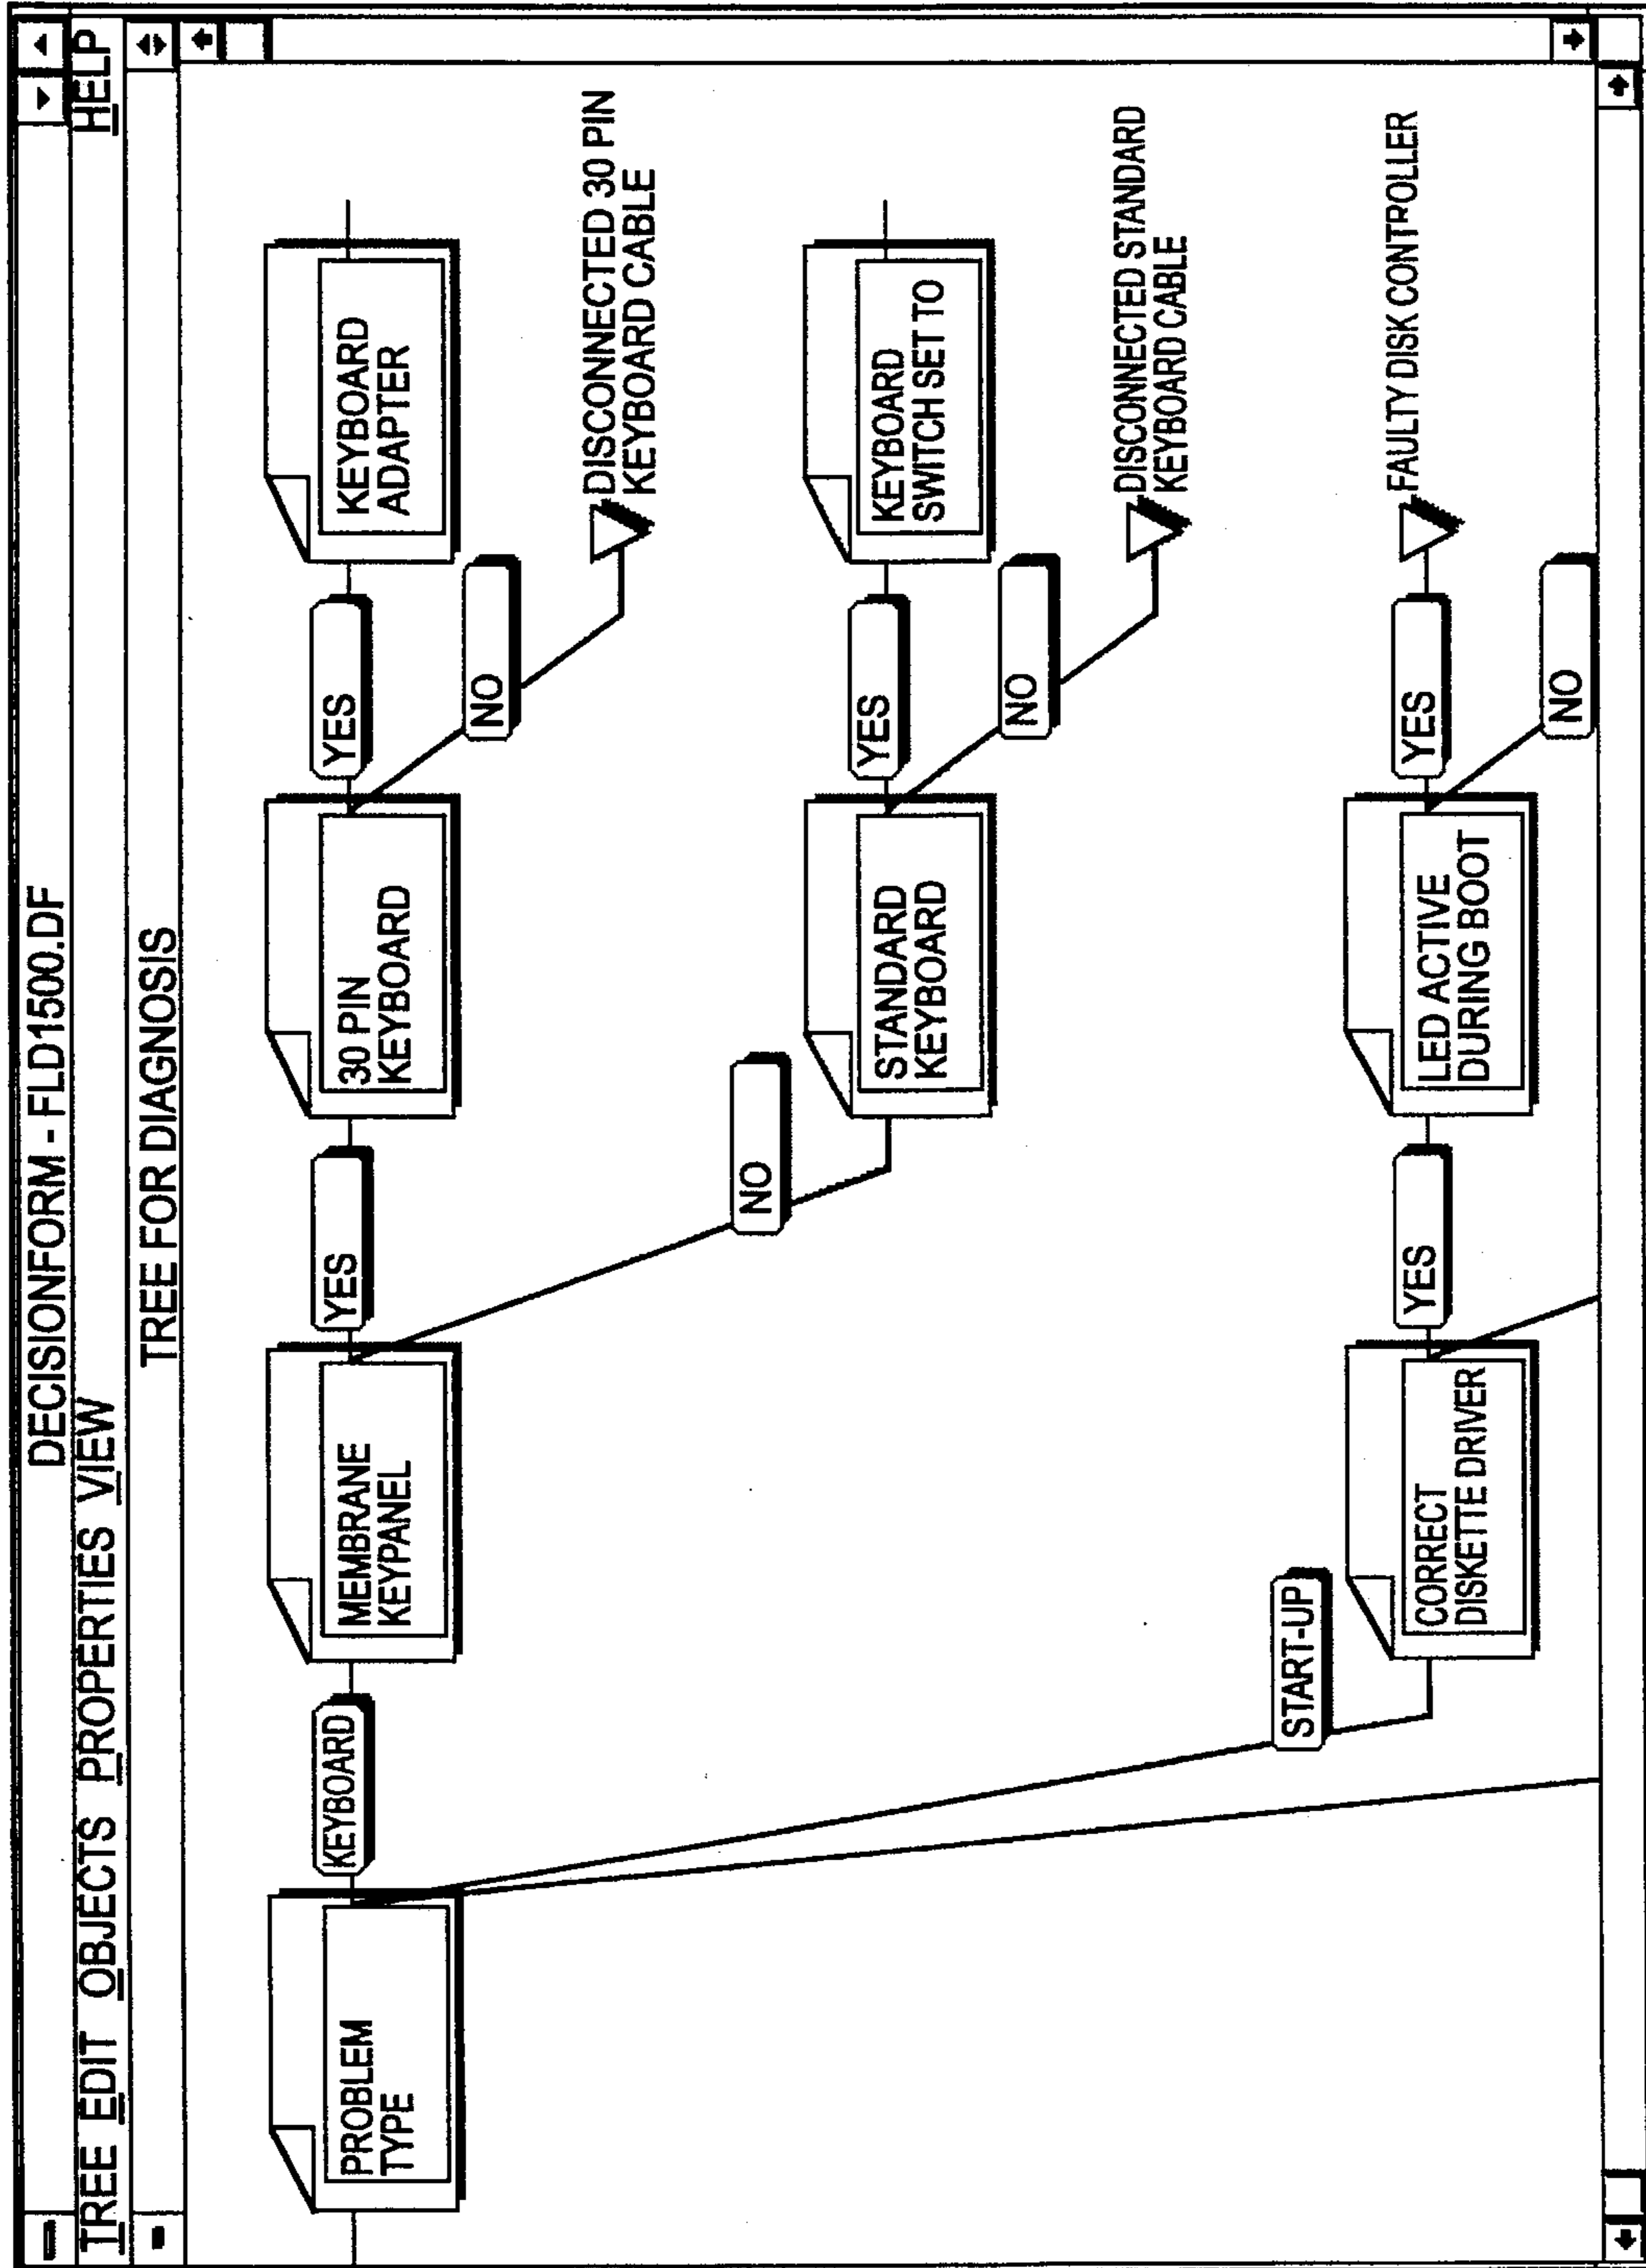 DECISIONFORM - FLD1500.DF
TREE EDIT OBJECTS PROPERTIES VIEW HELP
TREE FOR DIAGNOSIS
PROBLEM
TYPE
KEYBOARD
MEMBRANE
KEYPANEL
YES
30 PIN
KEYBOARD
YES
KEYBOARD
ADAPTER
NO
DISCONNECTED 30 PIN
KEYBOARD CABLE
NO
STANDARD
KEYBOARD
YES
KEYBOARD
SWITCH SET TO
NO
DISCONNECTED STANDARD
KEYBOARD CABLE
START-UP
CORRECT
DISKETTE DRIVER
YES
LED ACTIVE
DURING BOOT
YES
FAULTY DISK CONTROLLER
NO